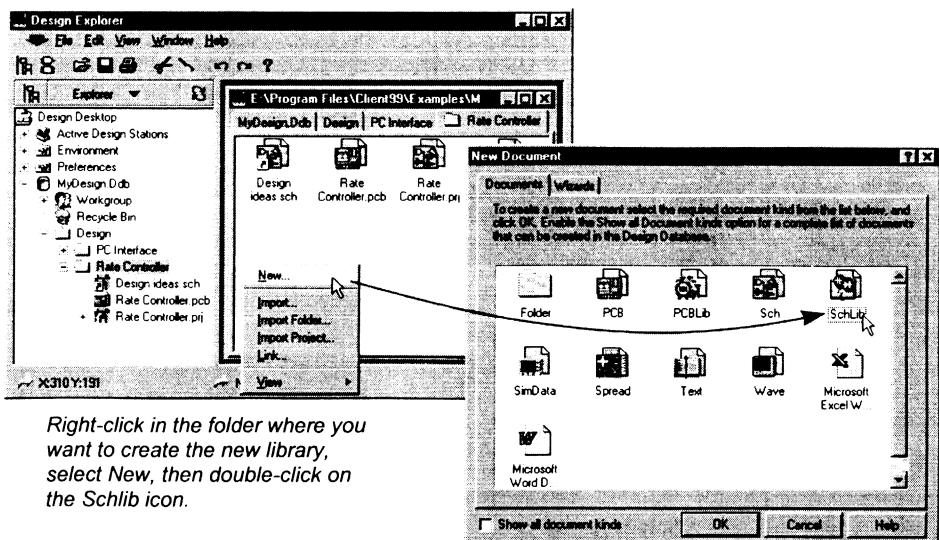 Design Explorer
File Edit View Window Help
Explorer
Design Desktop
+ Active Design Stations
+ Environment
+ Preferences
- MyDesign.Ddb
+ Workgroup
Recycle Bin
- Design
+ PC Interface
- Rate Controller
Design ideas sch
Rate Controller.pcb
+ Rate Controller.prj
X:310 Y:191
E:\Program Files\Client99\Examples\M
MyDesign.Ddb Design PC Interface Rate Controller
Design ideas sch
Rate Controller.pcb
Rate Controller.prj
New...
Import...
Import Folder...
Import Project...
Link...
View
New Document
Documents Wizards
To create a new document select the required document kind from the list below, and
click OK. Enable the Show all Document kinds option for a complete list of documents
that can be created in the Design Database.
Folder PCB PCBLib Sch SchLib
SimData Spread Text Wave Microsoft Excel W...
Microsoft Word D...
Show all document kinds OK Cancel Help
Right-click in the folder where you
want to create the new library,
select New, then double-click on
the Schlib icon.